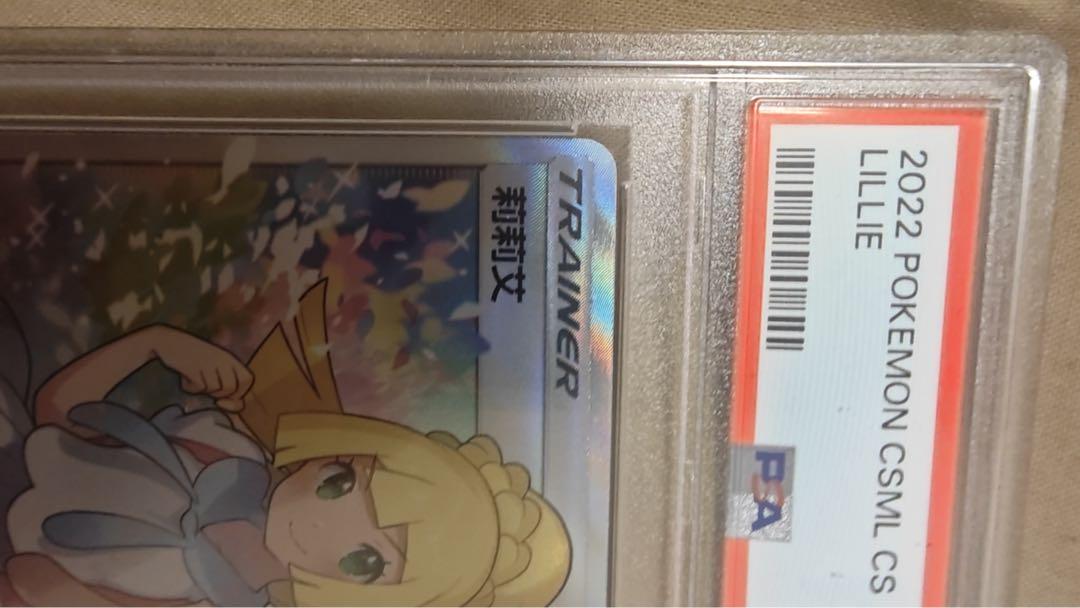 2022 POKEMON CSML CS
LILLIE
PSA
TRAINER
莉莉艾